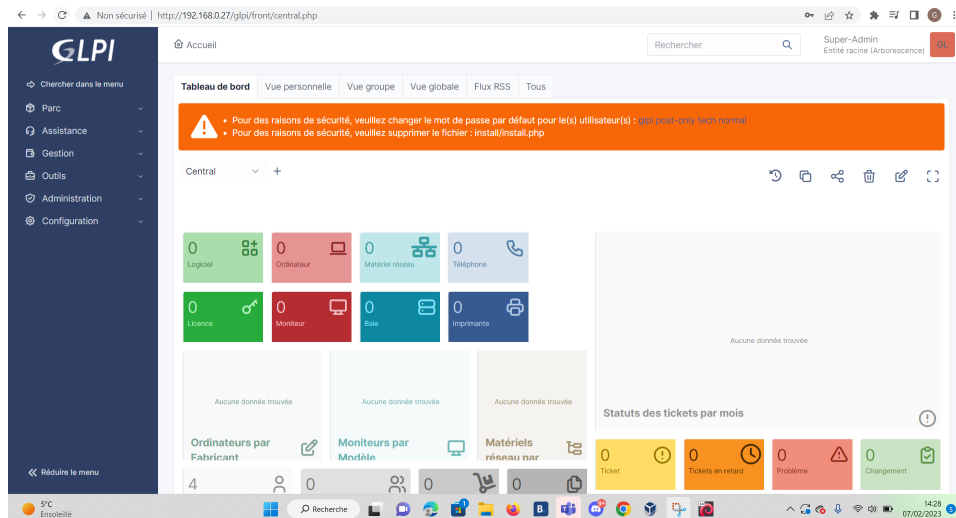 Non sécurisé | http://192.168.0.27/glpi/front/central.php
G
GLPI
Accueil
Rechercher
Super-Admin
Entité racine (Arborescence)
GL
Chercher dans le menu
Parc
Assistance
Gestion
Outils
Administration
Configuration
Réduire le menu
Tableau de bord Vue personnelle Vue groupe Vue globale Flux RSS Tous
• Pour des raisons de sécurité, veuillez changer le mot de passe par défaut pour le(s) utilisateur(s) : glpi post-only tech normal
• Pour des raisons de sécurité, veuillez supprimer le fichier : install/install.php
Central
0
Logiciel
0
Ordinateur
0
Matériel réseau
0
Téléphone
0
Licence
0
Moniteur
0
Baie
0
Imprimante
Aucune donnée trouvée
Ordinateurs par
Fabricant
Aucune donnée trouvée
Moniteurs par
Modèle
Aucune donnée trouvée
Matériels
réseau par
4
0
0
0
Aucune donnée trouvée
Statuts des tickets par mois
0
Ticket
0
Tickets en retard
0
Problème
0
Changement
5°C
Ensoleillé
Recherche
B
14:28
07/02/2023
5